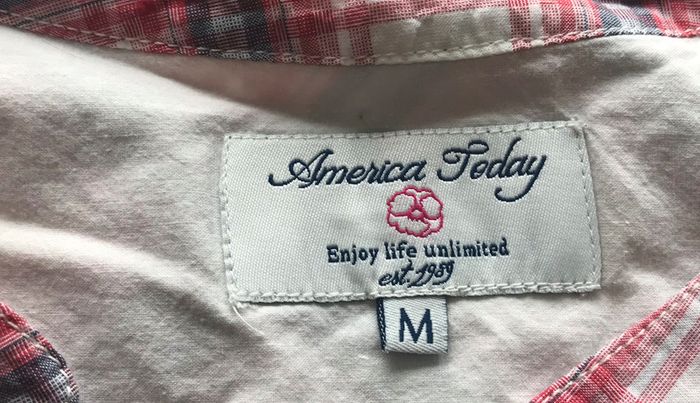 America Today
Enjoy life unlimited
est.1989
M